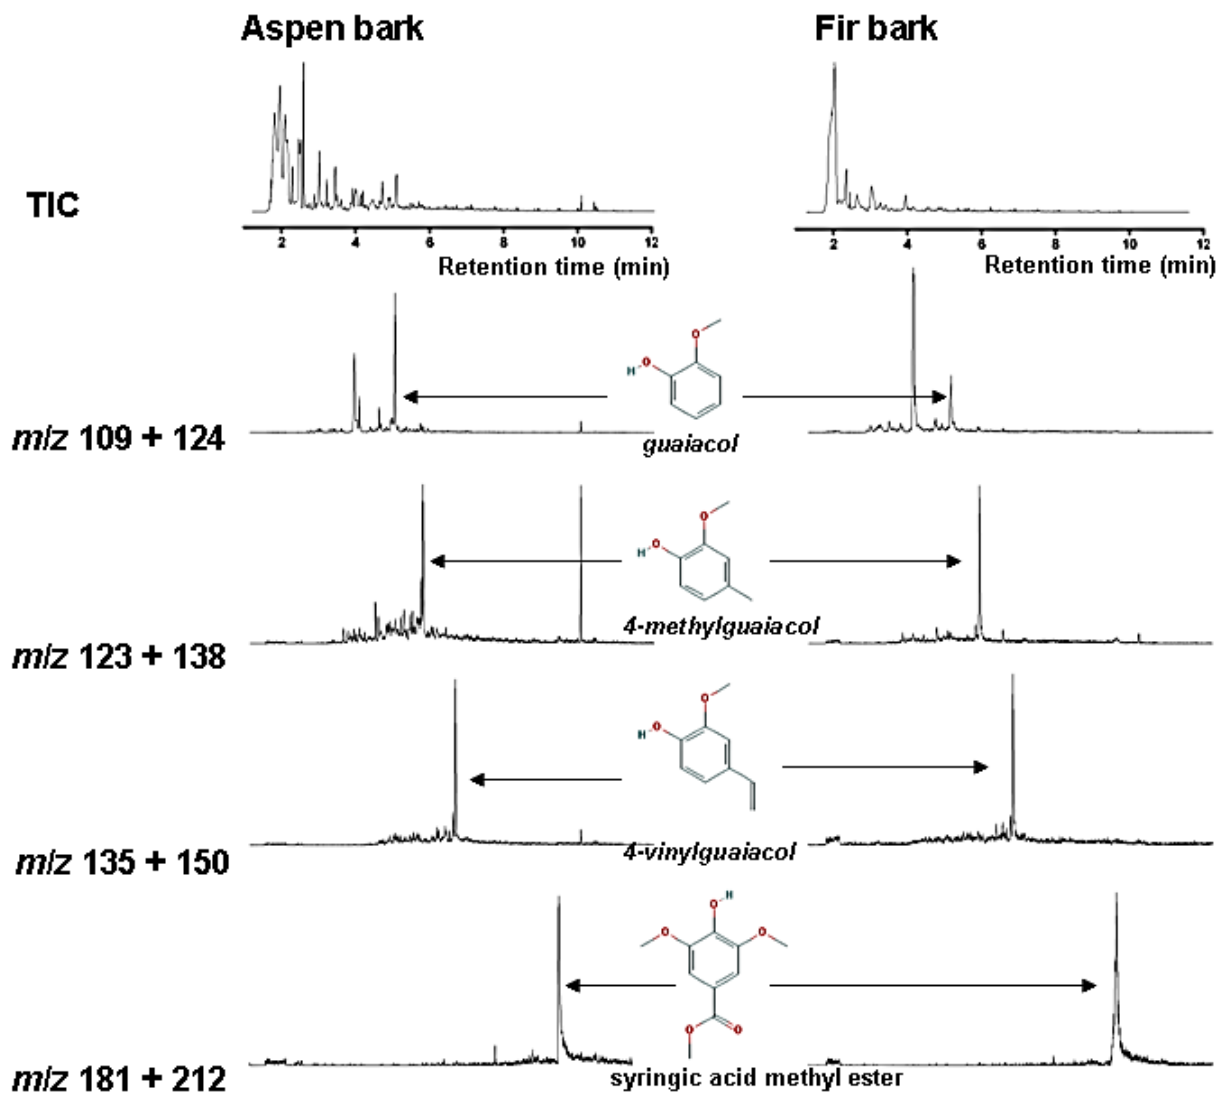 Aspen bark
Fir bark
TIC
2 4 6 8 10 12
Retention time (min)
2 4 6 8 10 12
Retention time (min)
H O O
guaiacol
m/z 109 + 124
H O O
4-methylguaiacol
m/z 123 + 138
H O O
4-vinylguaiacol
m/z 135 + 150
O H
O O
O O
syringic acid methyl ester
m/z 181 + 212